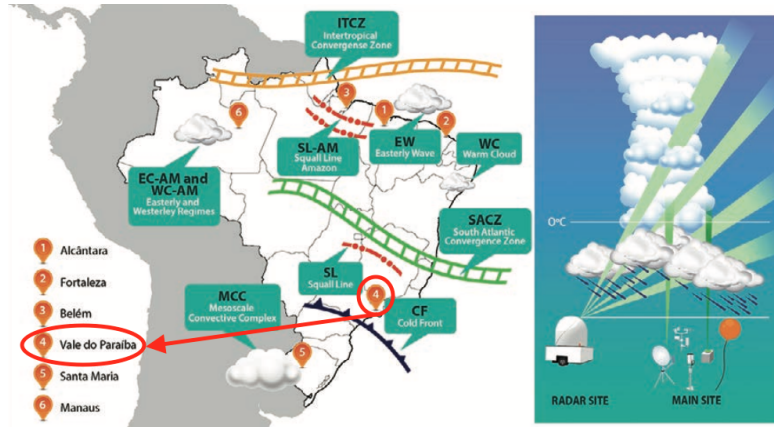 ITCZ
Intertropical
Convergense Zone
6
3
1
2
SL-AM
Squall Line
Amazon
EW
Easterly Wave
WC
Warm Cloud
EC-AM and
WC-AM
Easterly and
Westerley Regimes
SACZ
South Atlantic
Convergence Zone
SL
Squall Line
4
MCC
Mesoscale
Convective Complex
CF
Cold Front
5
1 Alcântara
2 Fortaleza
3 Belém
4 Vale do Paraíba
5 Santa Maria
6 Manaus
0°C
RADAR SITE
MAIN SITE